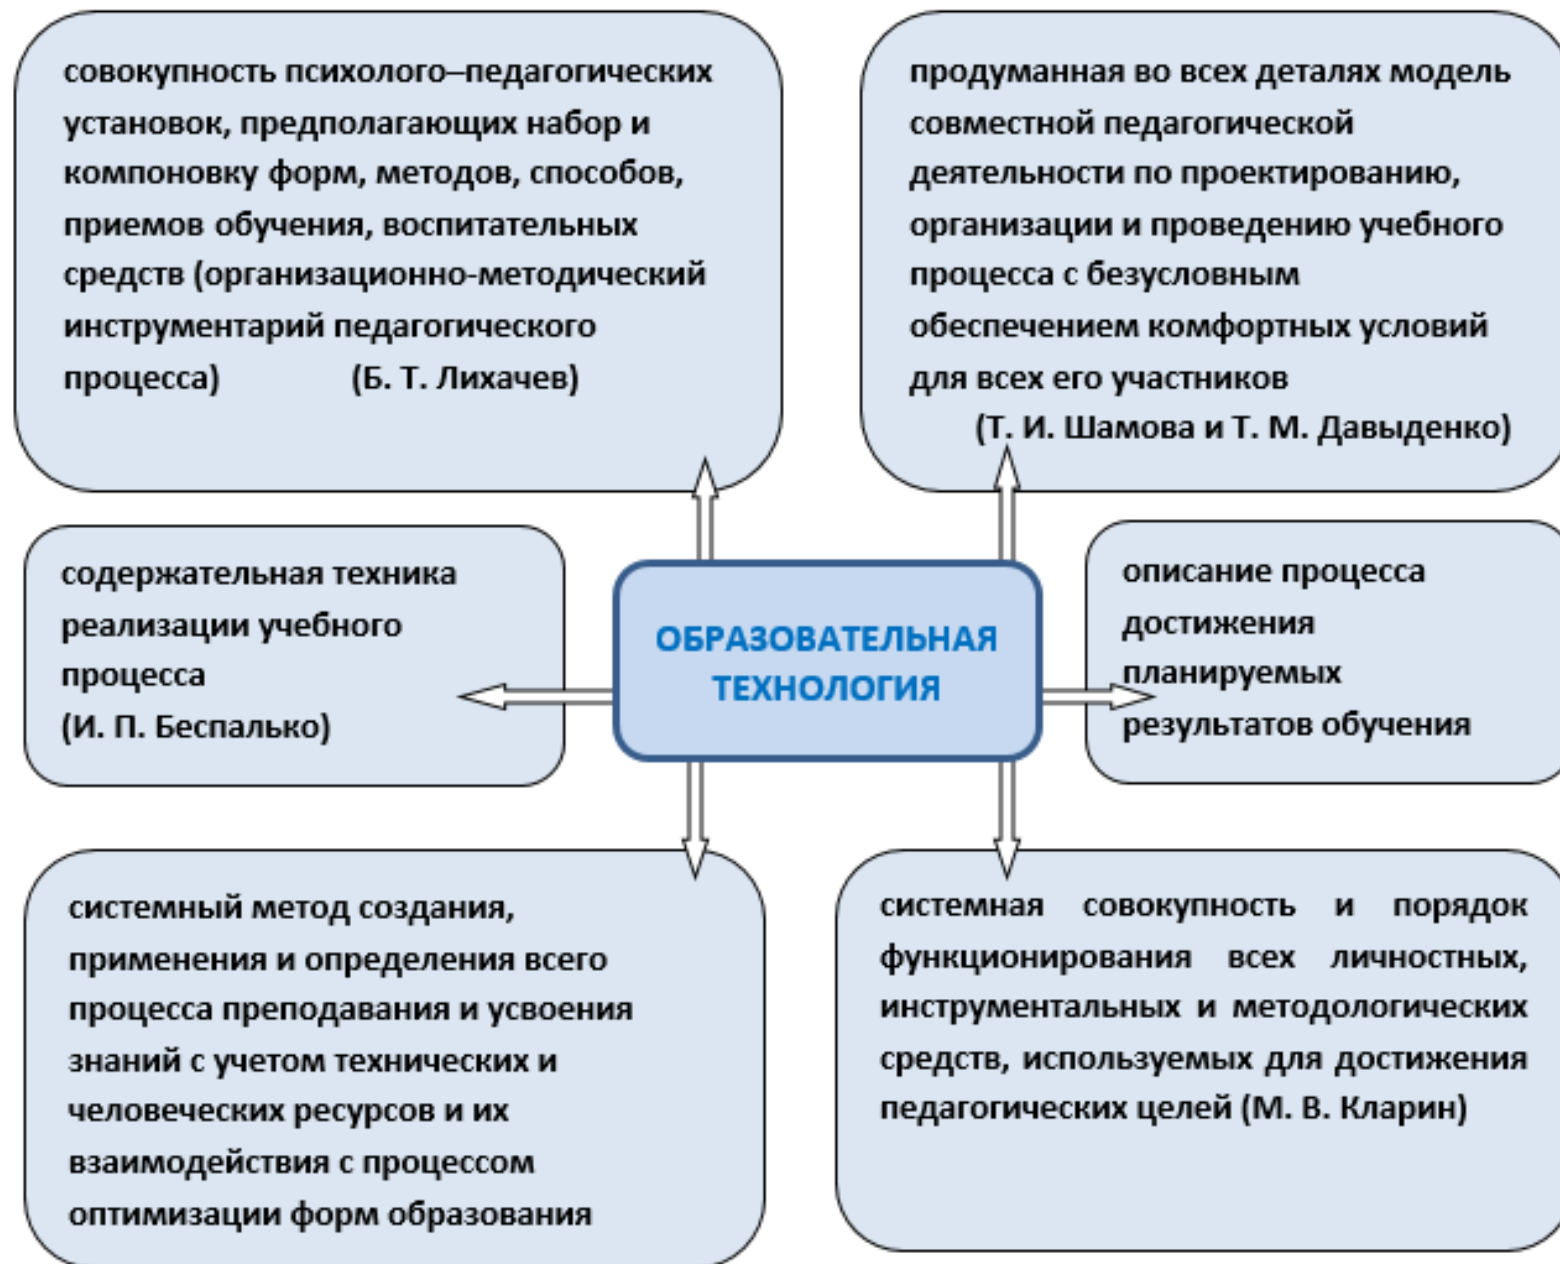 совокупность психолого–педагогических
установок, предполагающих набор и
компоновку форм, методов, способов,
приемов обучения, воспитательных
средств (организационно-методический
инструментарий педагогического
процесса) (Б. Т. Лихачев)
продуманная во всех деталях модель
совместной педагогической
деятельности по проектированию,
организации и проведению учебного
процесса с безусловным
обеспечением комфортных условий
для всех его участников
(Т. И. Шамова и Т. М. Давыденко)
содержательная техника
реализации учебного
процесса
(И. П. Беспалько)
ОБРАЗОВАТЕЛЬНАЯ
ТЕХНОЛОГИЯ
описание процесса
достижения
планируемых
результатов обучения
системный метод создания,
применения и определения всего
процесса преподавания и усвоения
знаний с учетом технических и
человеческих ресурсов и их
взаимодействия с процессом
оптимизации форм образования
системная совокупность и порядок
функционирования всех личностных,
инструментальных и методологических
средств, используемых для достижения
педагогических целей (М. В. Кларин)